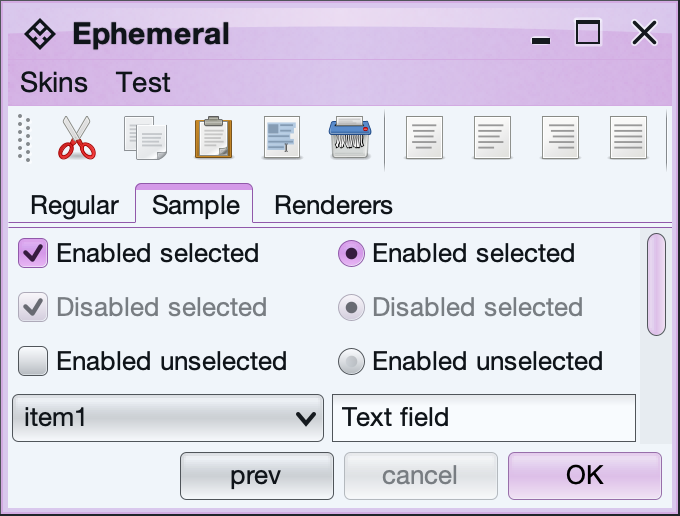 Ephemeral
Skins Test
Regular Sample Renderers
Enabled selected Enabled selected
Disabled selected Disabled selected
Enabled unselected Enabled unselected
item1 Text field
prev cancel OK